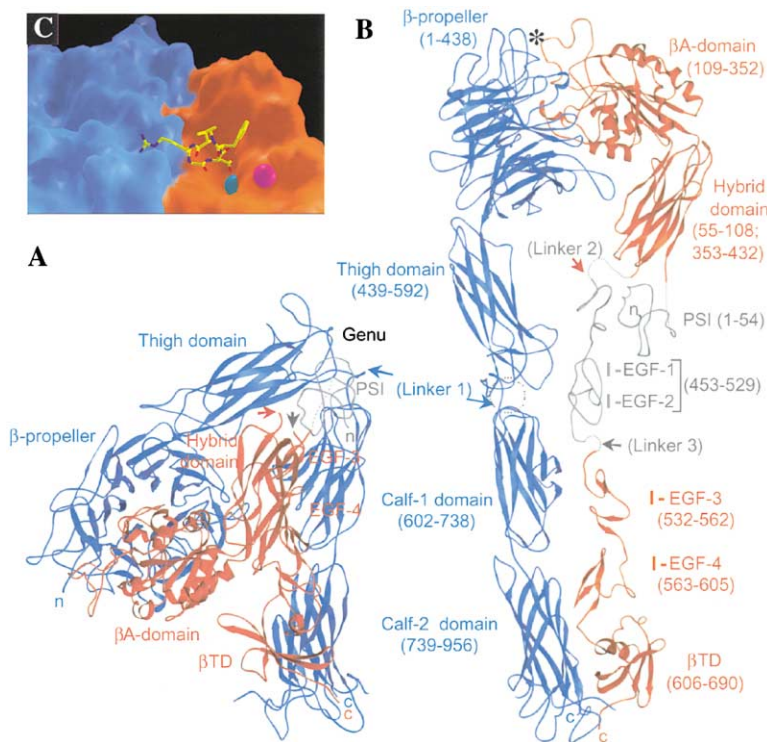 C
B
β-propeller
(1-438)
*
βA-domain
(109-352)
Hybrid
domain
(55-108;
353-432)
(Linker 2)
n
PSI (1-54)
Thigh domain
(439-592)
I-EGF-1
I-EGF-2
(453-529)
(Linker 1)
(Linker 3)
Calf-1 domain
(602-738)
I-EGF-3
(532-562)
I-EGF-4
(563-605)
Calf-2 domain
(739-956)
βTD
(606-690)
C
C
A
Thigh domain
Genu
PSI
β-propeller
Hybrid
domain
n
EGF-3
EGF-4
n
βA-domain
βTD
C
C